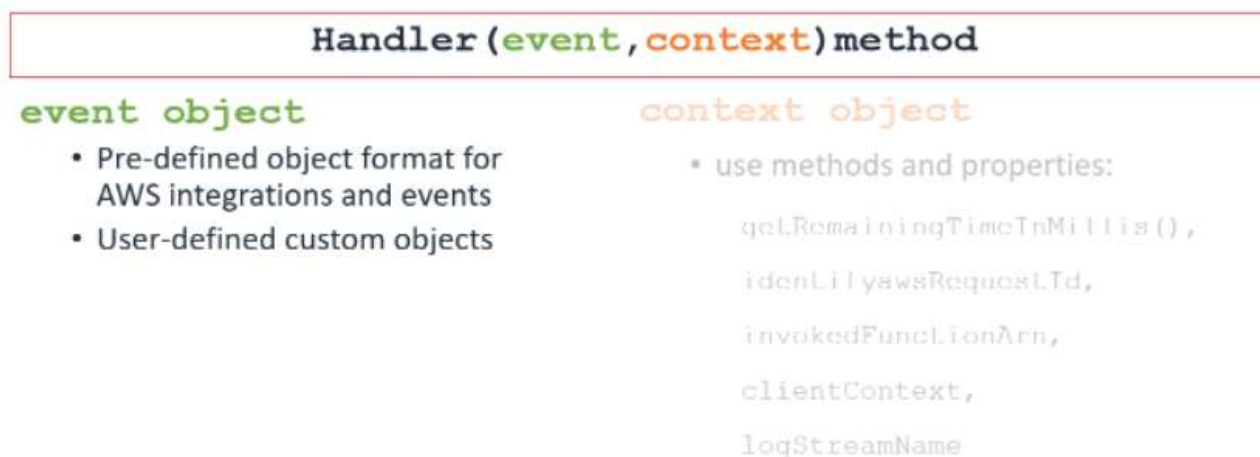 Handler(event,context)method
event object
• Pre-defined object format for
AWS integrations and events
• User-defined custom objects
context object
• use methods and properties:
getRemainingTimeInMillis(),
identityawsRequestId,
invokedFunctionArn,
clientContext,
logStreamName